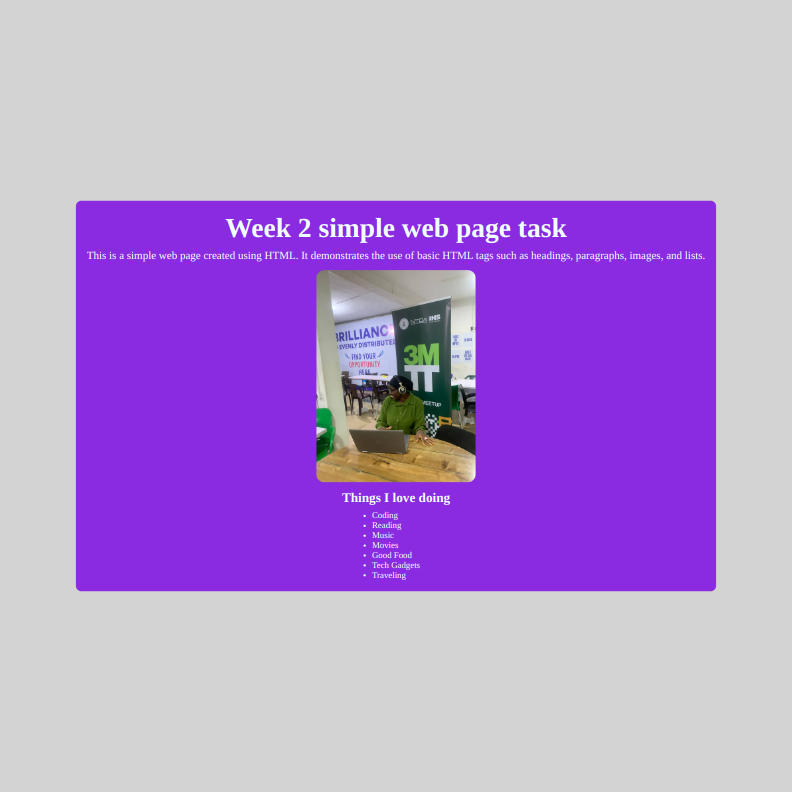 Week 2 simple web page task
This is a simple web page created using HTML. It demonstrates the use of basic HTML tags such as headings, paragraphs, images, and lists.
BRILLIANC
EVENLY DISTRIBUTE
FIND YOUR
OPPORTUNITY
HERE
3M
TT
MEETUP
Things I love doing
Coding
Reading
Music
Movies
Good Food
Tech Gadgets
Traveling